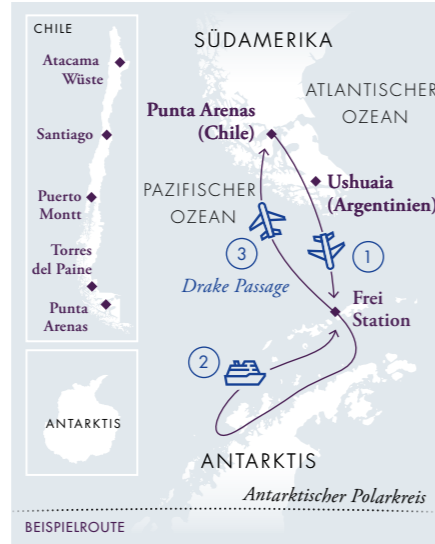 CHILE
Atacama
Wüste
Santiago
Puerto
Montt
Torres
del Paine
Punta
Arenas
ANTARKTIS
SÜDAMERIKA
ATLANTISCHER
OZEAN
Punta Arenas
(Chile)
Ushuaia
(Argentinien)
PAZIFISCHER
OZEAN
1
3
Drake Passage
Frei
Station
2
ANTARKTIS
Antarktischer Polarkreis
BEISPIELROUTE